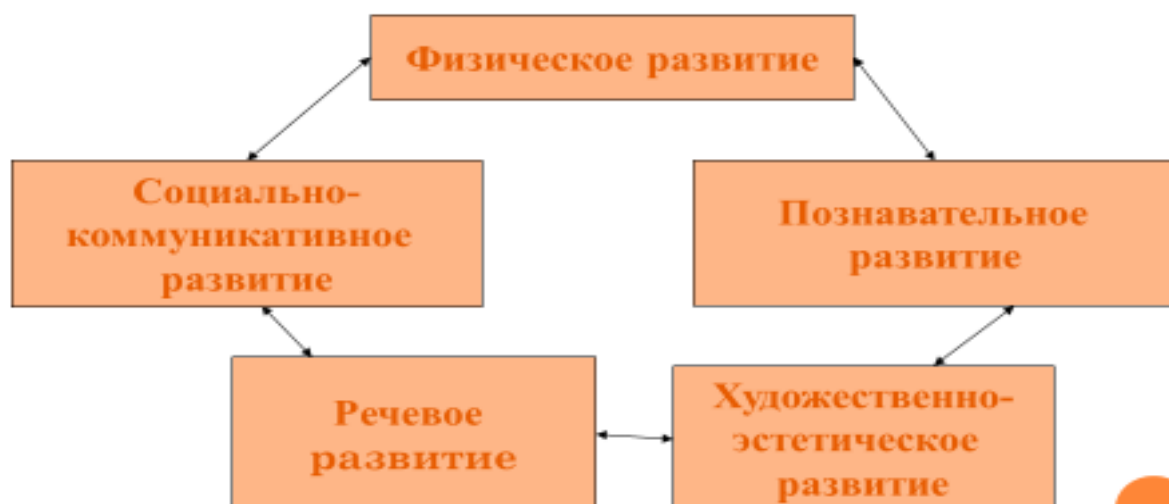 Физическое развитие
Социально-
коммуникативное
развитие
Познавательное
развитие
Речевое
развитие
Художественно-
эстетическое
развитие